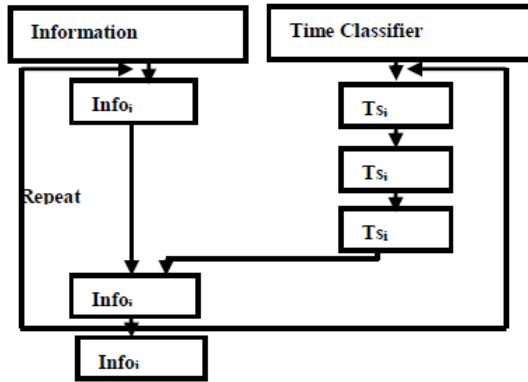 Information
Time Classifier
Infoᵢ
Tsᵢ
Tsᵢ
Repeat
Tsᵢ
Infoᵢ
Infoᵢ